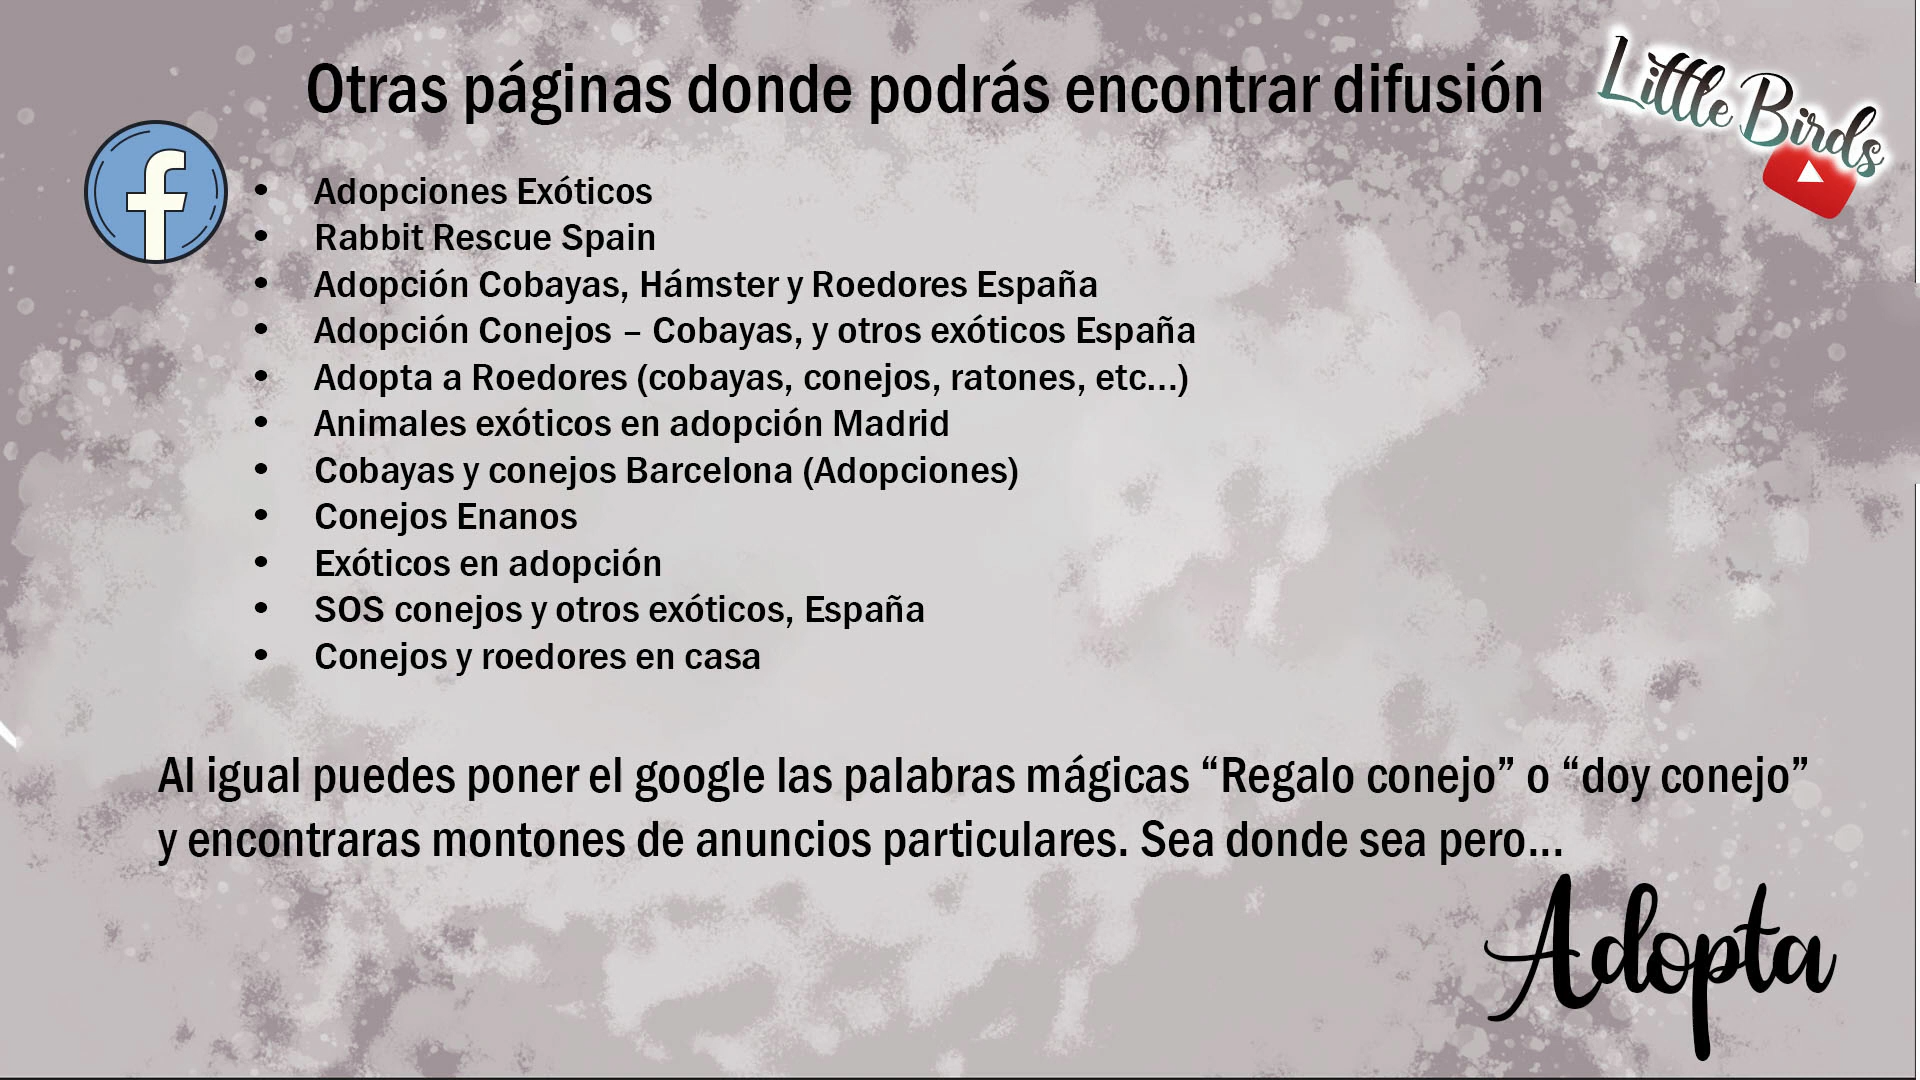 Otras páginas donde podrás encontrar difusión
Little Birds
f
• Adopciones Exóticos
• Rabbit Rescue Spain
• Adopción Cobayas, Hámster y Roedores España
• Adopción Conejos – Cobayas, y otros exóticos España
• Adopta a Roedores (cobayas, conejos, ratones, etc...)
• Animales exóticos en adopción Madrid
• Cobayas y conejos Barcelona (Adopciones)
• Conejos Enanos
• Exóticos en adopción
• SOS conejos y otros exóticos, España
• Conejos y roedores en casa
Al igual puedes poner el google las palabras mágicas “Regalo conejo” o “doy conejo”
y encontraras montones de anuncios particulares. Sea donde sea pero...
Adopta